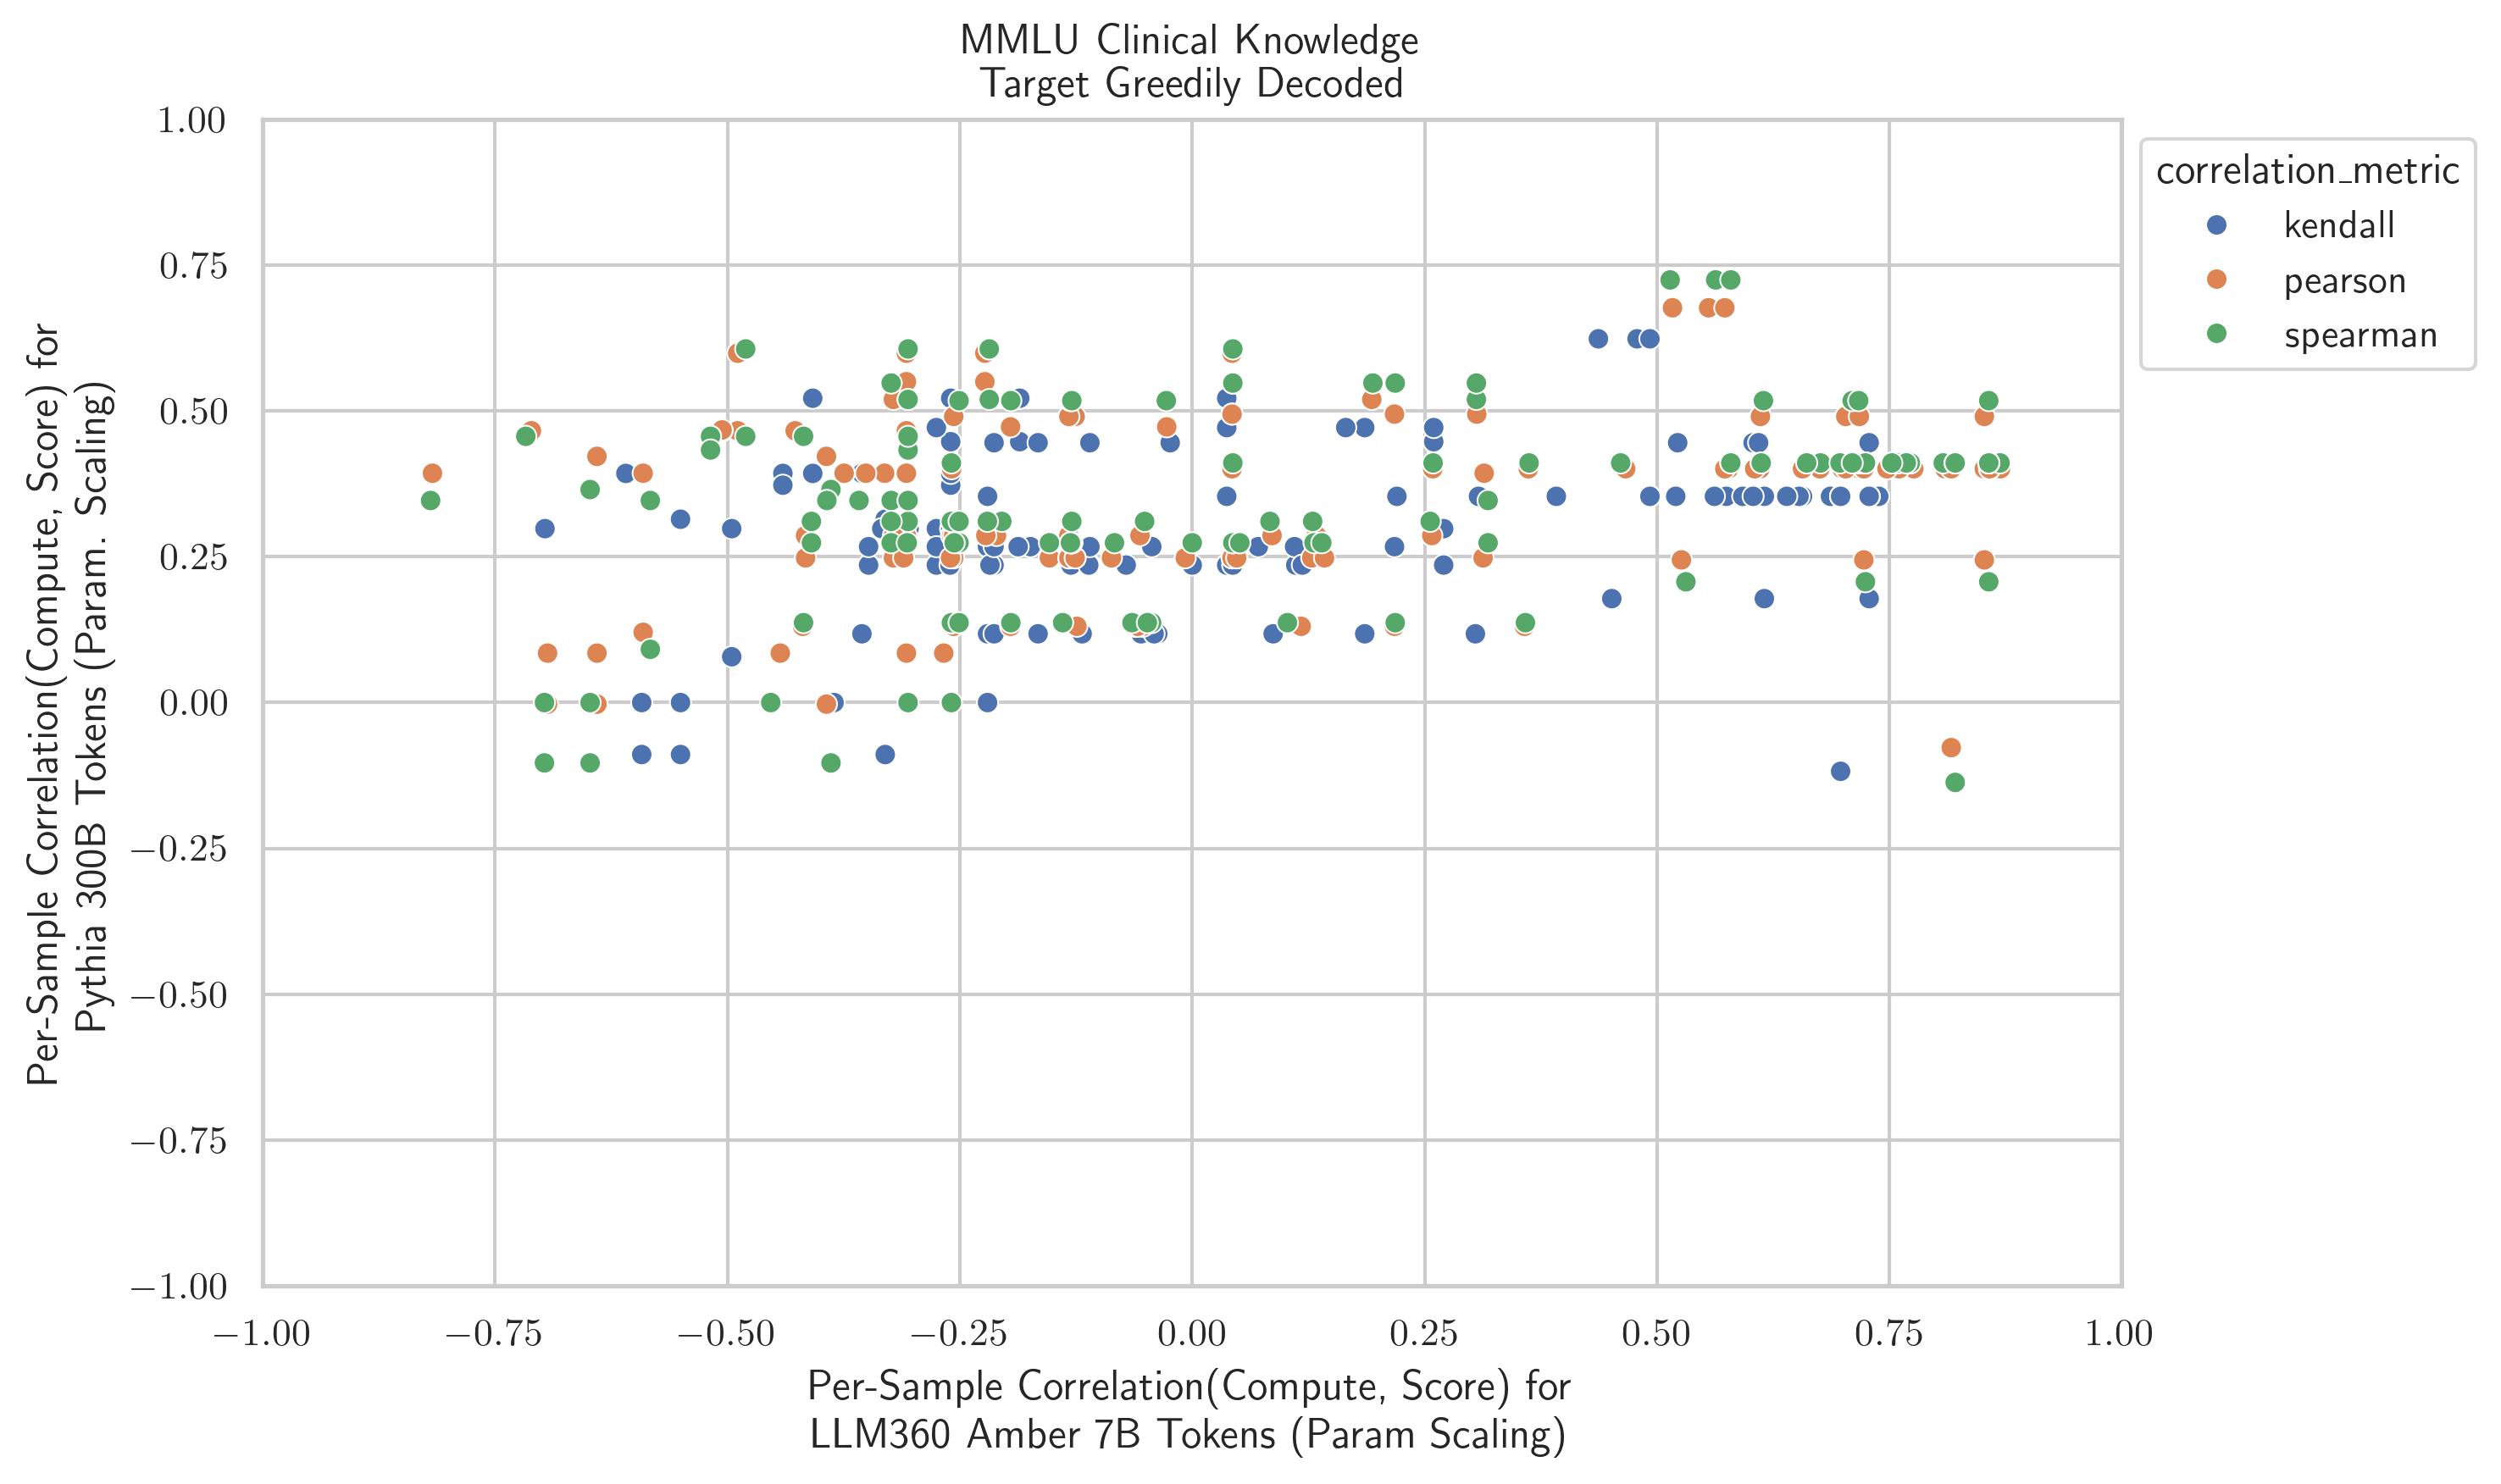 MMLU Clinical Knowledge
Target Greedily Decoded
Per-Sample Correlation(Compute, Score) for
Pythia 300B Tokens (Param. Scaling)
1.00
0.75
0.50
0.25
0.00
−0.25
−0.50
−0.75
−1.00
−1.00
−0.75
−0.50
−0.25
0.00
0.25
0.50
0.75
1.00
Per-Sample Correlation(Compute, Score) for
LLM360 Amber 7B Tokens (Param Scaling)
correlation_metric
kendall
pearson
spearman